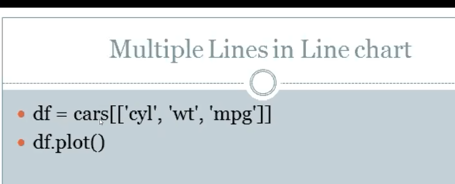 Multiple Lines in Line chart
df = cars[['cyl', 'wt', 'mpg']]
df.plot()